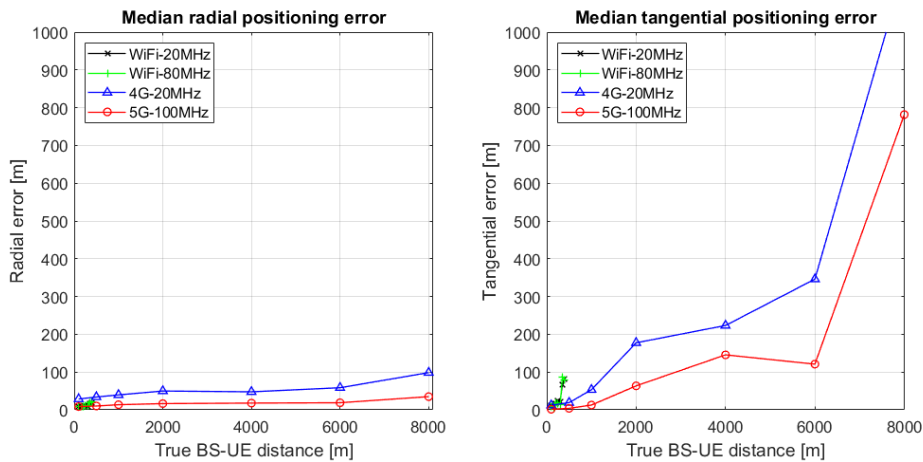 Median radial positioning error
1000
900
800
700
600
500
400
300
200
100
0
Radial error [m]
WiFi-20MHz
WiFi-80MHz
4G-20MHz
5G-100MHz
0
2000
4000
6000
8000
True BS-UE distance [m]
Median tangential positioning error
1000
900
800
700
600
500
400
300
200
100
0
Tangential error [m]
WiFi-20MHz
WiFi-80MHz
4G-20MHz
5G-100MHz
0
2000
4000
6000
8000
True BS-UE distance [m]